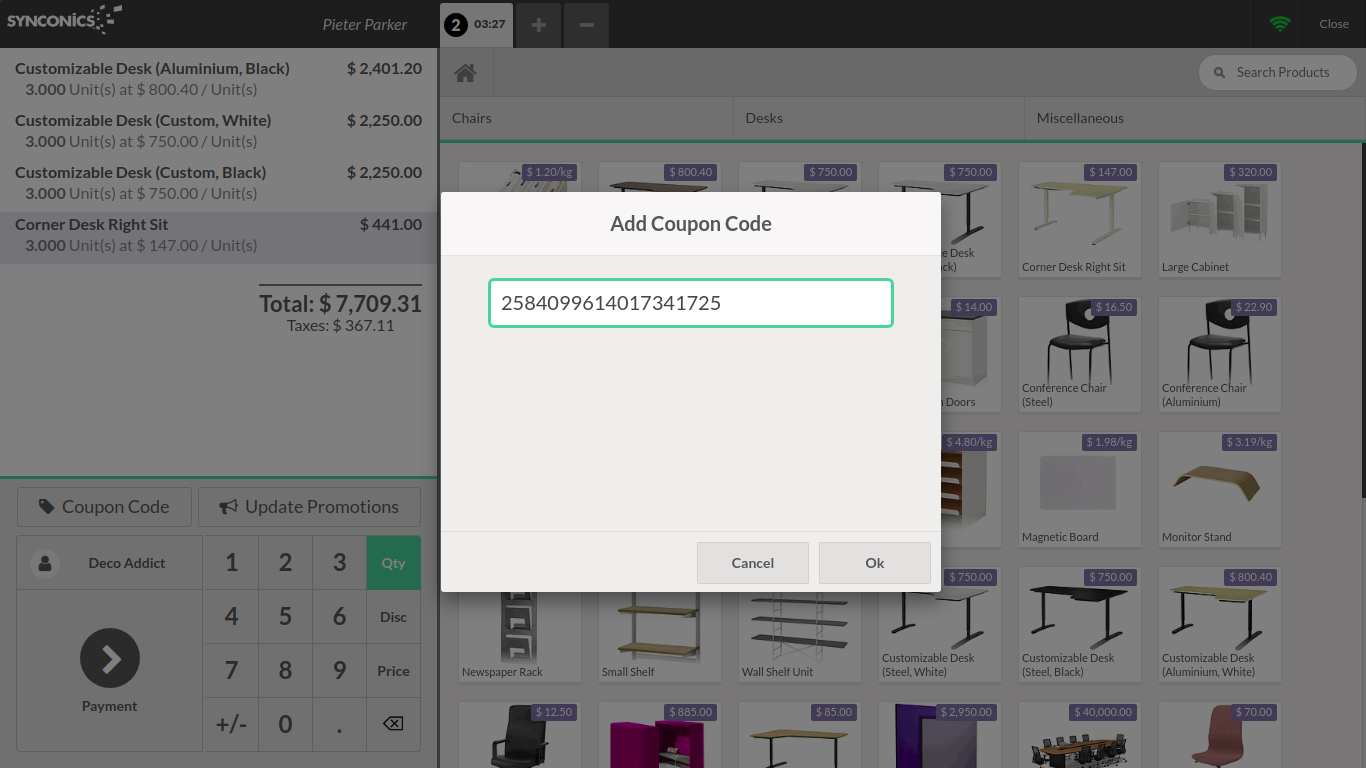 SYNCONICS
Pieter Parker
2 03:27
Close
Customizable Desk (Aluminium, Black) $ 2,401.20
3.000 Unit(s) at $ 800.40 / Unit(s)
Customizable Desk (Custom, White) $ 2,250.00
3.000 Unit(s) at $ 750.00 / Unit(s)
Customizable Desk (Custom, Black) $ 2,250.00
3.000 Unit(s) at $ 750.00 / Unit(s)
Corner Desk Right Sit $ 441.00
3.000 Unit(s) at $ 147.00 / Unit(s)
Total: $ 7,709.31
Taxes: $ 367.11
Coupon Code
Update Promotions
Deco Addict
1 2 3 Qty
4 5 6 Disc
7 8 9 Price
+/- 0 .
Payment
Search Products
Chairs
Desks
Miscellaneous
$ 1.20/kg
$ 800.40
$ 750.00
$ 750.00
$ 147.00
$ 320.00
Desk
Corner Desk Right Sit
Large Cabinet
$ 14.00
$ 16.50
$ 22.90
Doors
Conference Chair
(Steel)
Conference Chair
(Aluminium)
$ 4.80/kg
$ 1.98/kg
$ 3.19/kg
Magnetic Board
Monitor Stand
$ 750.00
$ 750.00
$ 800.40
Newspaper Rack
Small Shelf
Wall Shelf Unit
Customizable Desk
(Steel, White)
Customizable Desk
(Steel, Black)
Customizable Desk
(Aluminium, White)
$ 12.50
$ 885.00
$ 85.00
$ 2,950.00
$ 40,000.00
$ 70.00
Add Coupon Code
2584099614017341725
Cancel
Ok